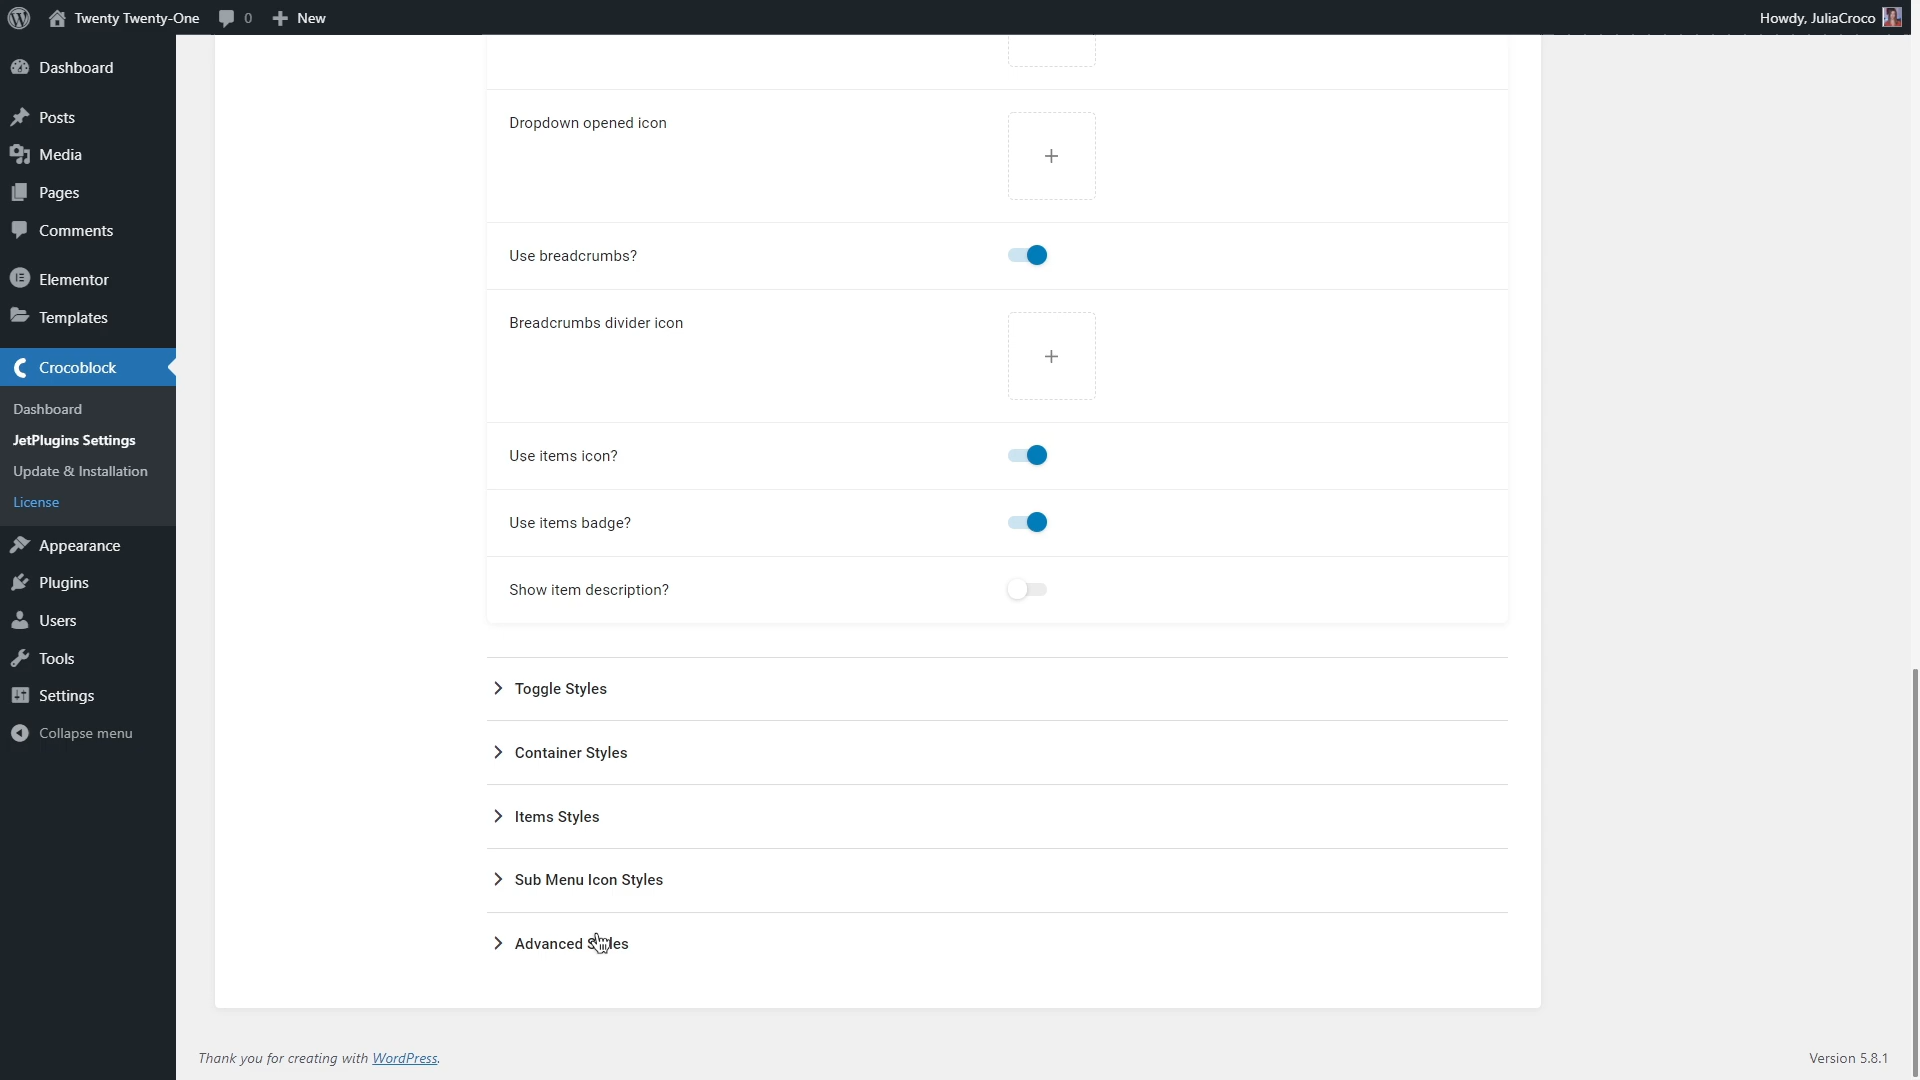 Twenty Twenty-One
0
New
Howdy, JuliaCroco
Dashboard
Posts
Media
Pages
Comments
Elementor
Templates
Crocoblock
Dashboard
JetPlugins Settings
Update & Installation
License
Appearance
Plugins
Users
Tools
Settings
Collapse menu
Dropdown opened icon
Use breadcrumbs?
Breadcrumbs divider icon
Use items icon?
Use items badge?
Show item description?
Toggle Styles
Container Styles
Items Styles
Sub Menu Icon Styles
Advanced Styles
Thank you for creating with WordPress.
Version 5.8.1